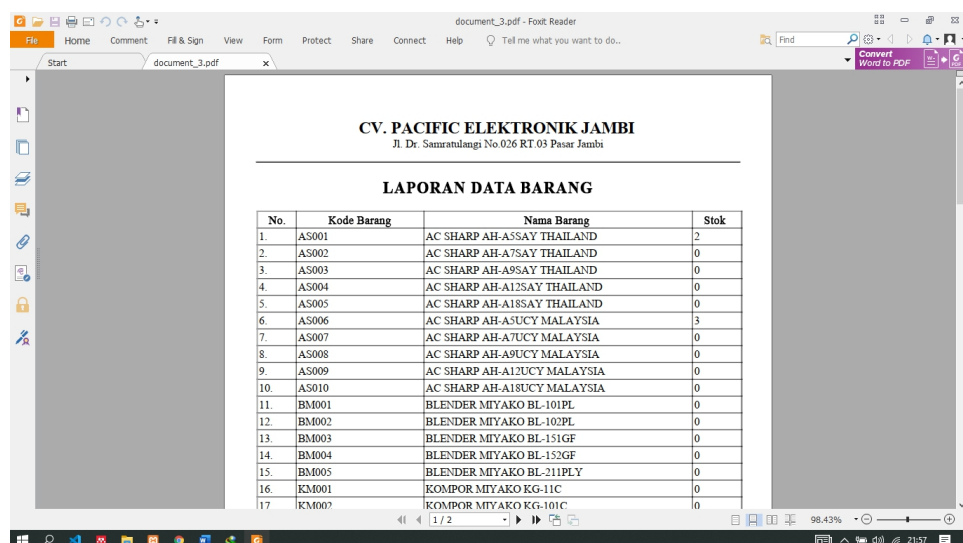 document_3.pdf - Foxit Reader
File Home Comment Fill & Sign View Form Protect Share Connect Help Tell me what you want to do.. Find
Start document_3.pdf x Convert Word to PDF
CV. PACIFIC ELEKTRONIK JAMBI
Jl. Dr. Samratulangi No.026 RT.03 Pasar Jambi
LAPORAN DATA BARANG
No. Kode Barang Nama Barang Stok
1. AS001 AC SHARP AH-A5SAY THAILAND 2
2. AS002 AC SHARP AH-A7SAY THAILAND 0
3. AS003 AC SHARP AH-A9SAY THAILAND 0
4. AS004 AC SHARP AH-A12SAY THAILAND 0
5. AS005 AC SHARP AH-A18SAY THAILAND 0
6. AS006 AC SHARP AH-A5UCY MALAYSIA 3
7. AS007 AC SHARP AH-A7UCY MALAYSIA 0
8. AS008 AC SHARP AH-A9UCY MALAYSIA 0
9. AS009 AC SHARP AH-A12UCY MALAYSIA 0
10. AS010 AC SHARP AH-A18UCY MALAYSIA 0
11. BM001 BLENDER MIYAKO BL-101PL 0
12. BM002 BLENDER MIYAKO BL-102PL 0
13. BM003 BLENDER MIYAKO BL-151GF 0
14. BM004 BLENDER MIYAKO BL-152GF 0
15. BM005 BLENDER MIYAKO BL-211PLY 0
16. KM001 KOMPOR MIYAKO KG-11C 0
17 KM002 KOMPOR MIYAKO KG-101C 0
1 / 2 98.43%
21:57